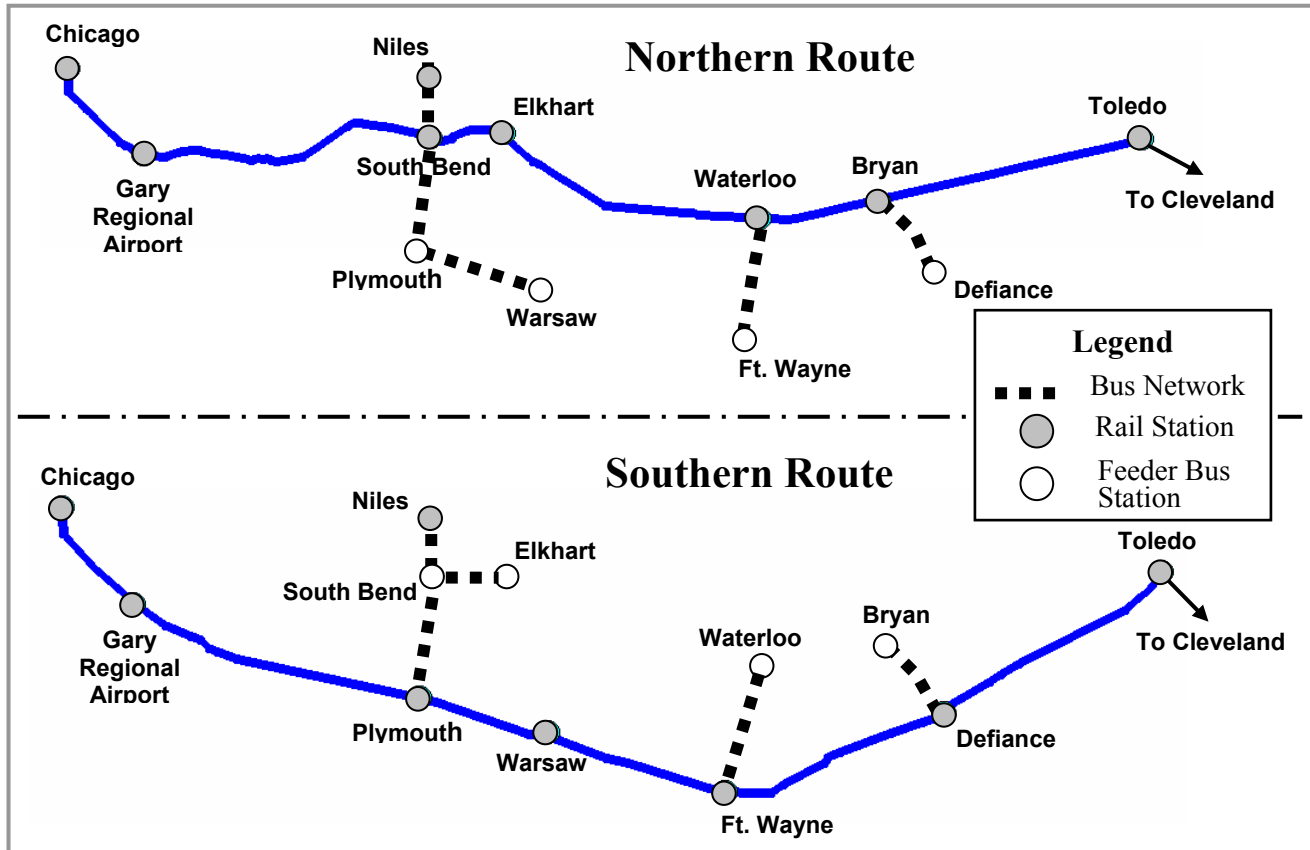 Northern Route
Chicago
Niles
Elkhart
Toledo
South Bend
Waterloo
Bryan
To Cleveland
Gary
Regional
Airport
Plymouth
Warsaw
Defiance
Ft. Wayne
Legend
Bus Network
Rail Station
Feeder Bus
Station
Southern Route
Chicago
Niles
Elkhart
Toledo
South Bend
Bryan
Waterloo
To Cleveland
Gary
Regional
Airport
Plymouth
Warsaw
Defiance
Ft. Wayne